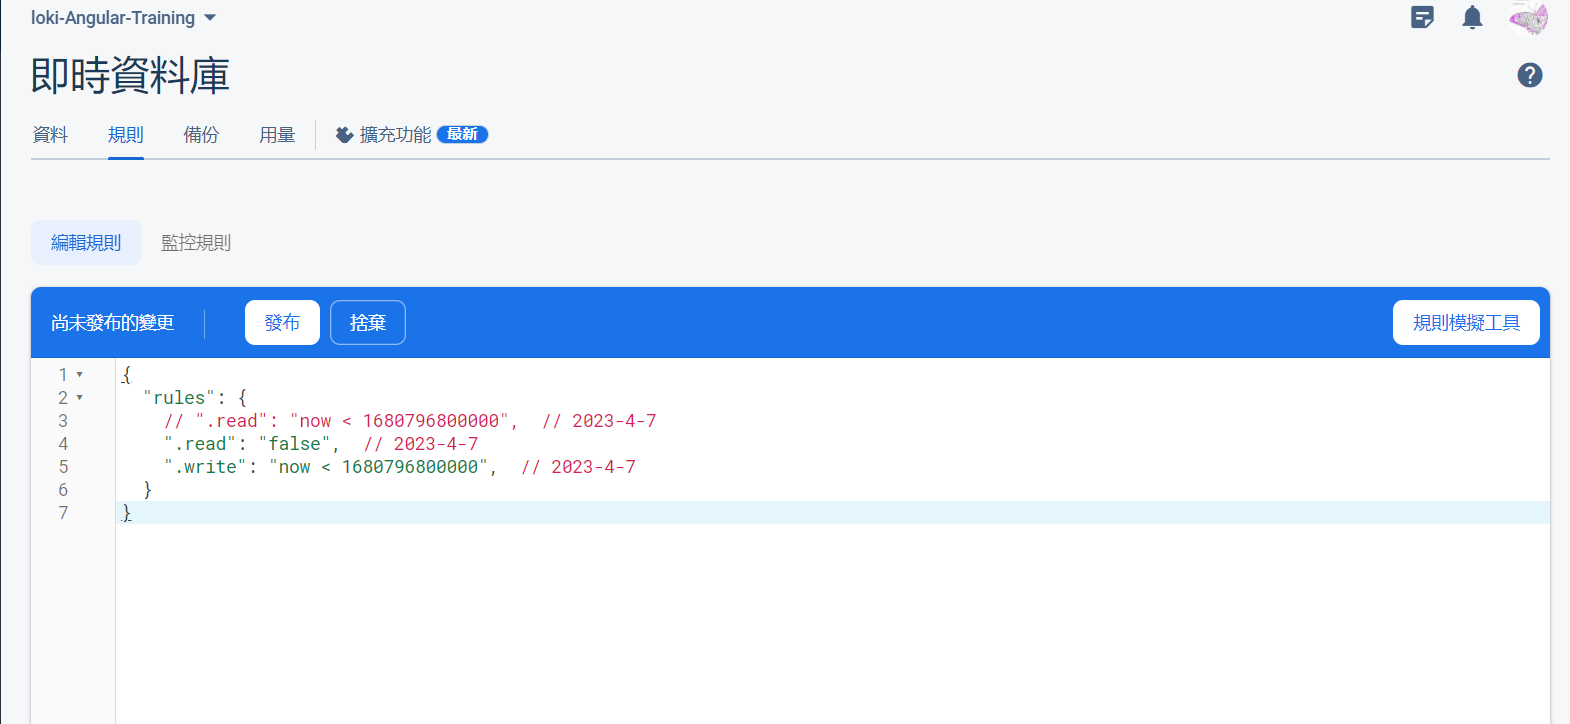 loki-Angular-Training
即時資料庫
資料 規則 備份 用量 擴充功能 最新
編輯規則 監控規則
尚未發布的變更 發布 捨棄 規則模擬工具
1 {
2 "rules": {
3 // ".read": "now < 1680796800000", // 2023-4-7
4 ".read": "false", // 2023-4-7
5 ".write": "now < 1680796800000", // 2023-4-7
6 }
7 }